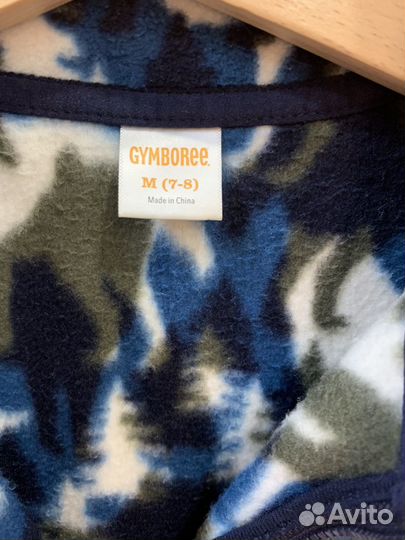 GYMBOREE
M (7-8)
Made in China
Avito